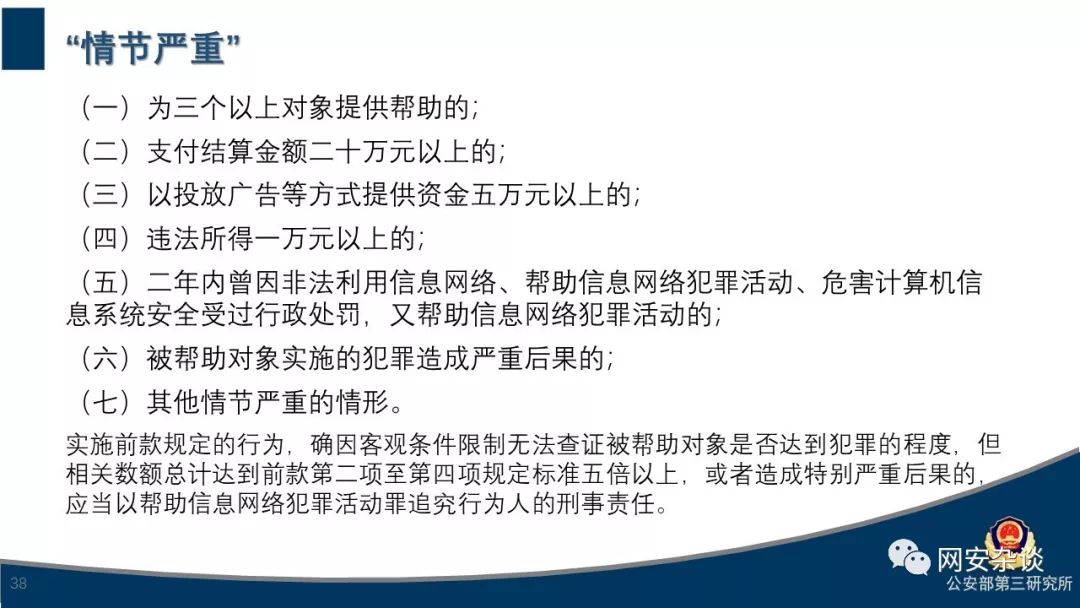 “情节严重”
（一）为三个以上对象提供帮助的；
（二）支付结算金额二十万元以上的；
（三）以投放广告等方式提供资金五万元以上的；
（四）违法所得一万元以上的；
（五）二年内曾因非法利用信息网络、帮助信息网络犯罪活动、危害计算机信
息系统安全受过行政处罚，又帮助信息网络犯罪活动的；
（六）被帮助对象实施的犯罪造成严重后果的；
（七）其他情节严重的情形。
实施前款规定的行为，确因客观条件限制无法查证被帮助对象是否达到犯罪的程度，但
相关数额总计达到前款第二项至第四项规定标准五倍以上，或者造成特别严重后果的，
应当以帮助信息网络犯罪活动罪追究行为人的刑事责任。
38
网安杂谈
公安部第三研究所